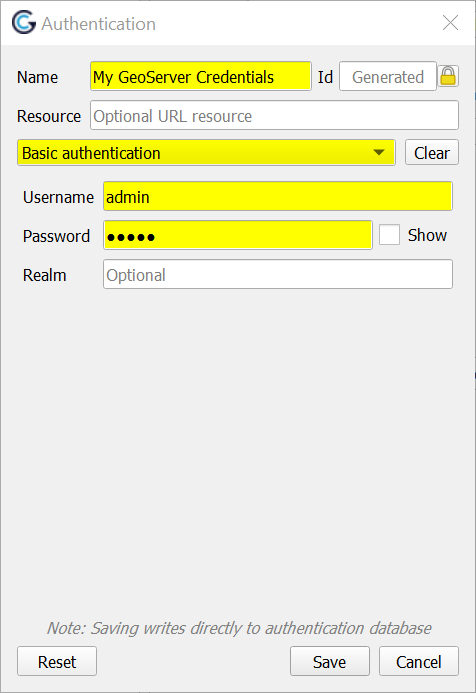 Authentication
Name My GeoServer Credentials Id Generated
Resource Optional URL resource
Basic authentication Clear
Username admin
Password ●●●●● Show
Realm Optional
Note: Saving writes directly to authentication database
Reset Save Cancel